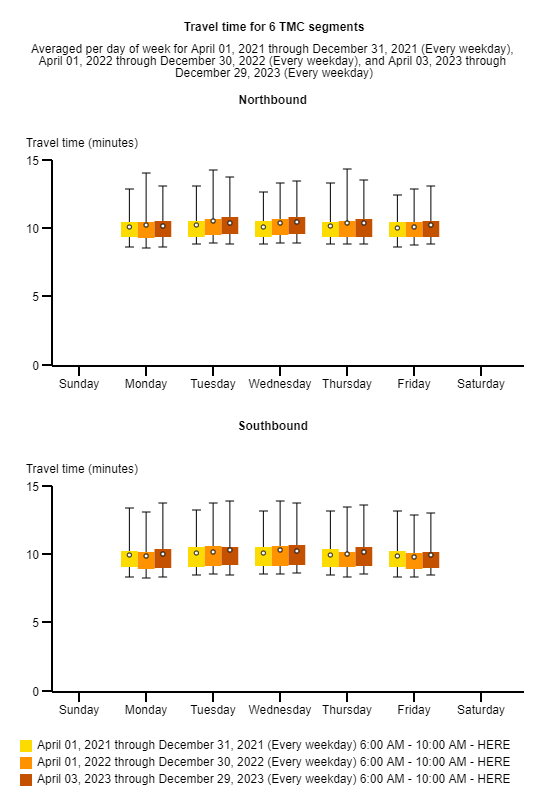 Travel time for 6 TMC segments
Averaged per day of week for April 01, 2021 through December 31, 2021 (Every weekday),
April 01, 2022 through December 30, 2022 (Every weekday), and April 03, 2023 through
December 29, 2023 (Every weekday)
Northbound
Travel time (minutes)
15
10
5
0
Sunday Monday Tuesday Wednesday Thursday Friday Saturday
Southbound
Travel time (minutes)
15
10
5
0
Sunday Monday Tuesday Wednesday Thursday Friday Saturday
April 01, 2021 through December 31, 2021 (Every weekday) 6:00 AM - 10:00 AM - HERE
April 01, 2022 through December 30, 2022 (Every weekday) 6:00 AM - 10:00 AM - HERE
April 03, 2023 through December 29, 2023 (Every weekday) 6:00 AM - 10:00 AM - HERE